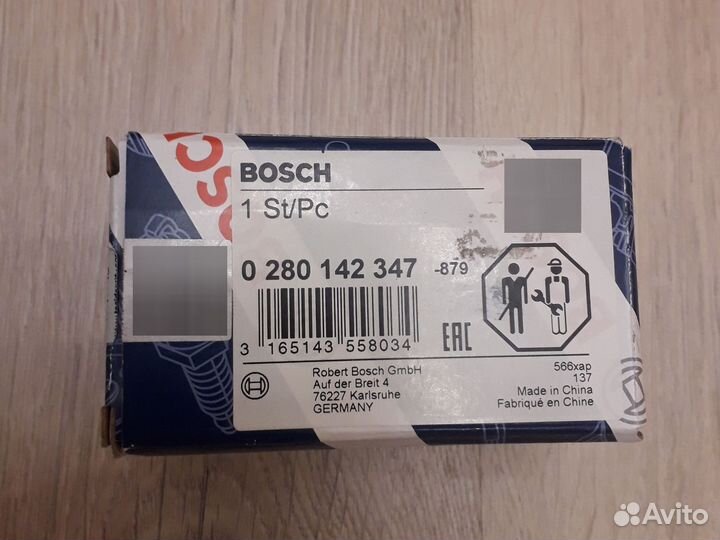 BOSCH
1 St/Pc
0 280 142 347 -879
3 165143 558034
EAC
Robert Bosch GmbH
Auf der Breit 4
76227 Karlsruhe
GERMANY
566xap
137
Made in China
Fabriqué en Chine
Avito